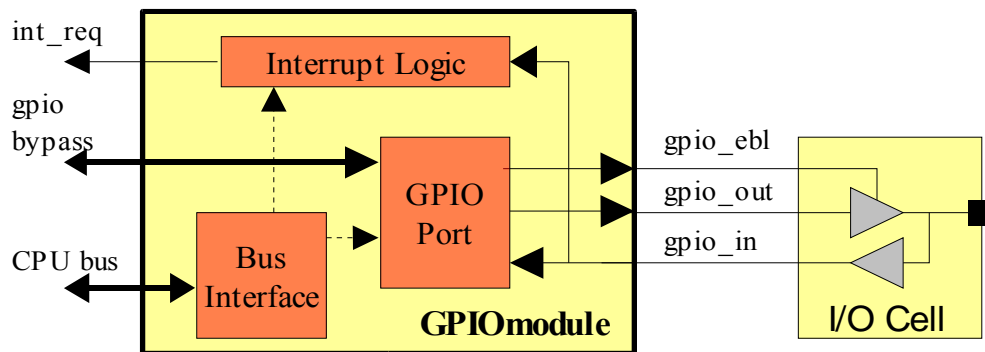 int_req
Interrupt Logic
gpio
bypass
gpio_ebl
GPIO
Port
gpio_out
gpio_in
CPU bus
Bus
Interface
GPIOmodule
I/O Cell